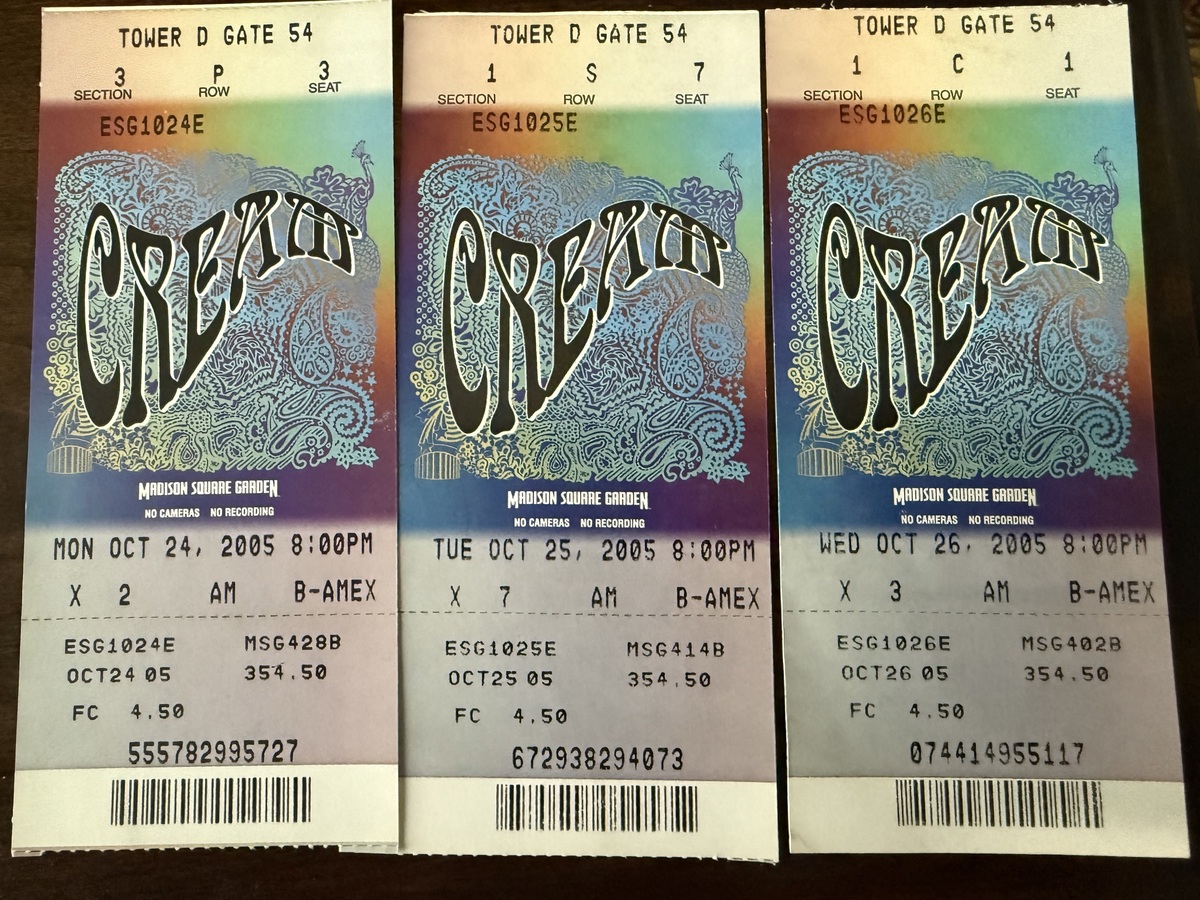 TOWER D GATE 54
3 P 3
SECTION ROW SEAT
ESG1024E
CREAM
MADISON SQUARE GARDEN
NO CAMERAS NO RECORDING
MON OCT 24, 2005 8:00PM
X 2 AM B-AMEX
ESG1024E MSG428B
OCT24 05 354.50
FC 4.50
555782995727
TOWER D GATE 54
1 S 7
SECTION ROW SEAT
ESG1025E
CREAM
MADISON SQUARE GARDEN
NO CAMERAS NO RECORDING
TUE OCT 25, 2005 8:00PM
X 7 AM B-AMEX
ESG1025E MSG414B
OCT25 05 354.50
FC 4.50
672938294073
TOWER D GATE 54
1 C 1
SECTION ROW SEAT
ESG1026E
CREAM
MADISON SQUARE GARDEN
NO CAMERAS NO RECORDING
WED OCT 26, 2005 8:00PM
X 3 AM B-AMEX
ESG1026E MSG402B
OCT26 05 354.50
FC 4.50
074414955117